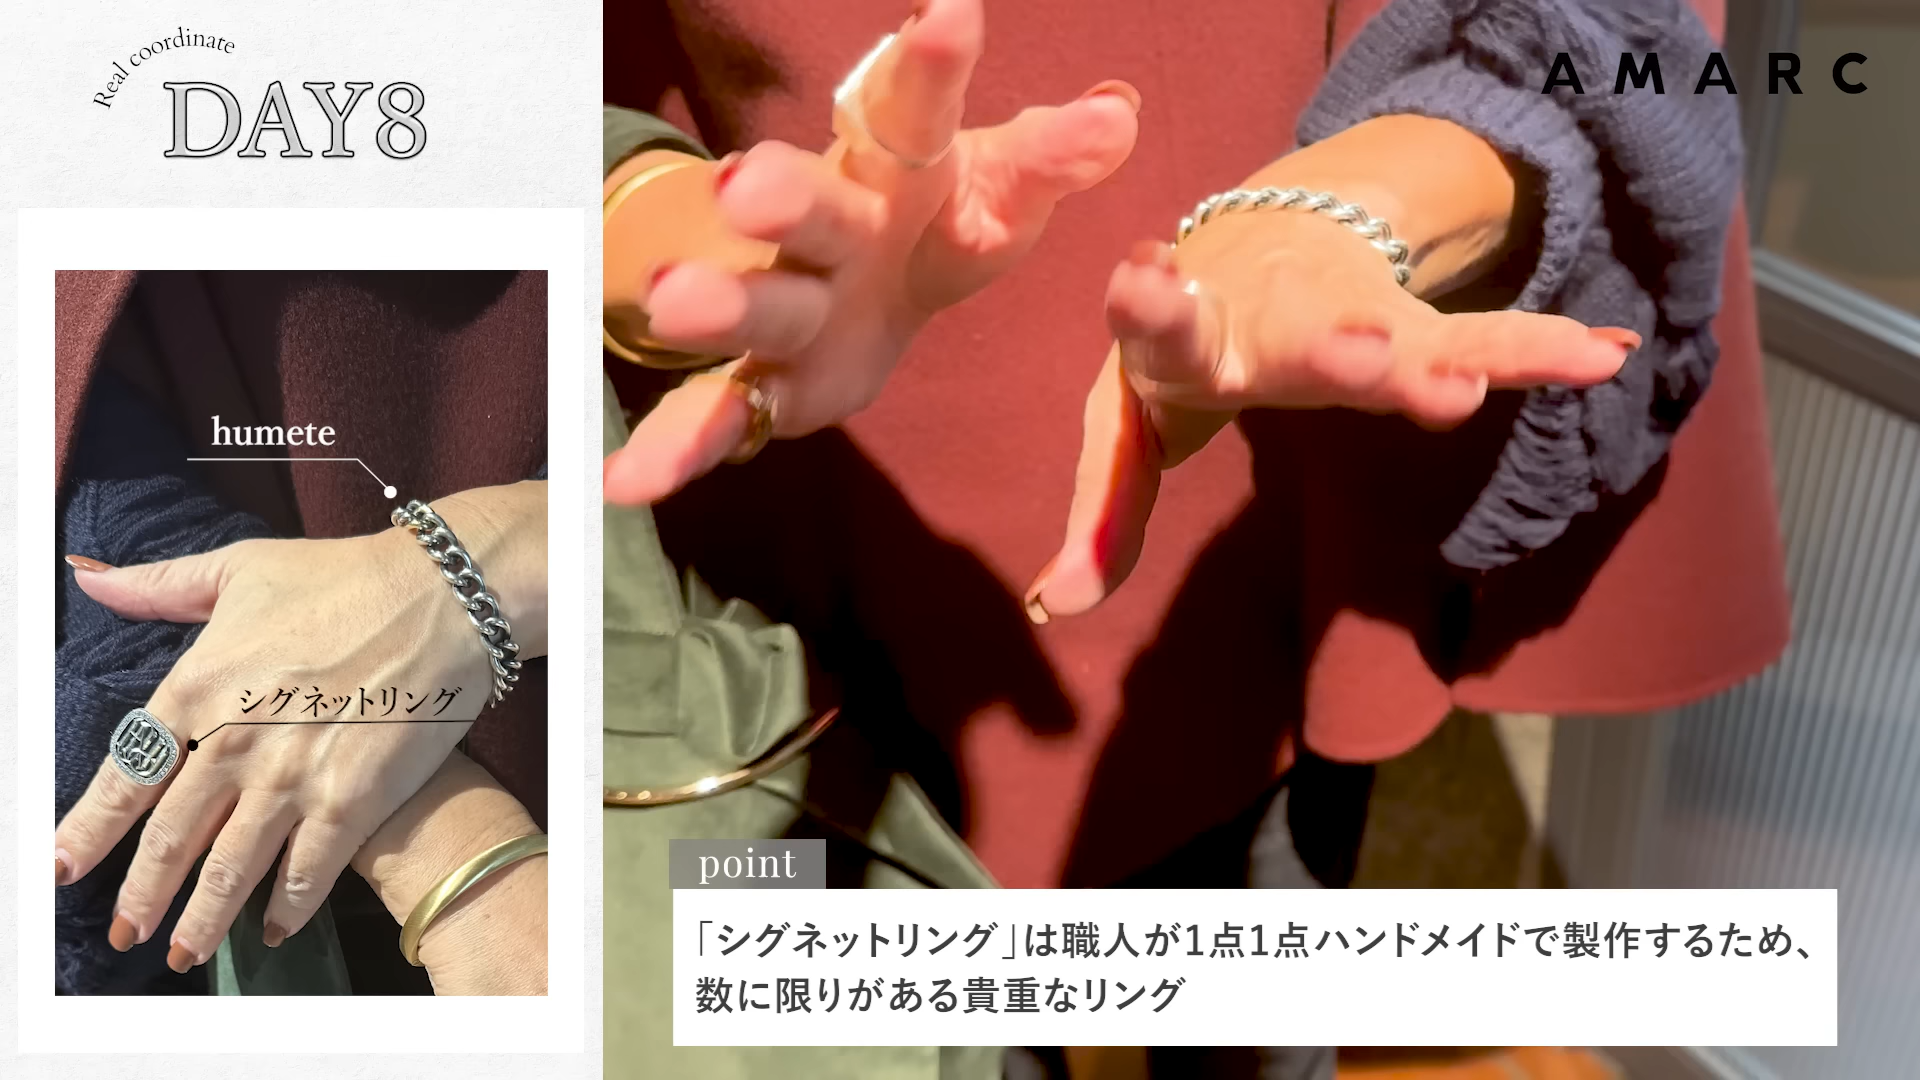 Real coordinate
DAY8
AMARC
humete
シグネットリング
point
「シグネットリング」は職人が1点1点ハンドメイドで製作するため、
数に限りがある貴重なリング